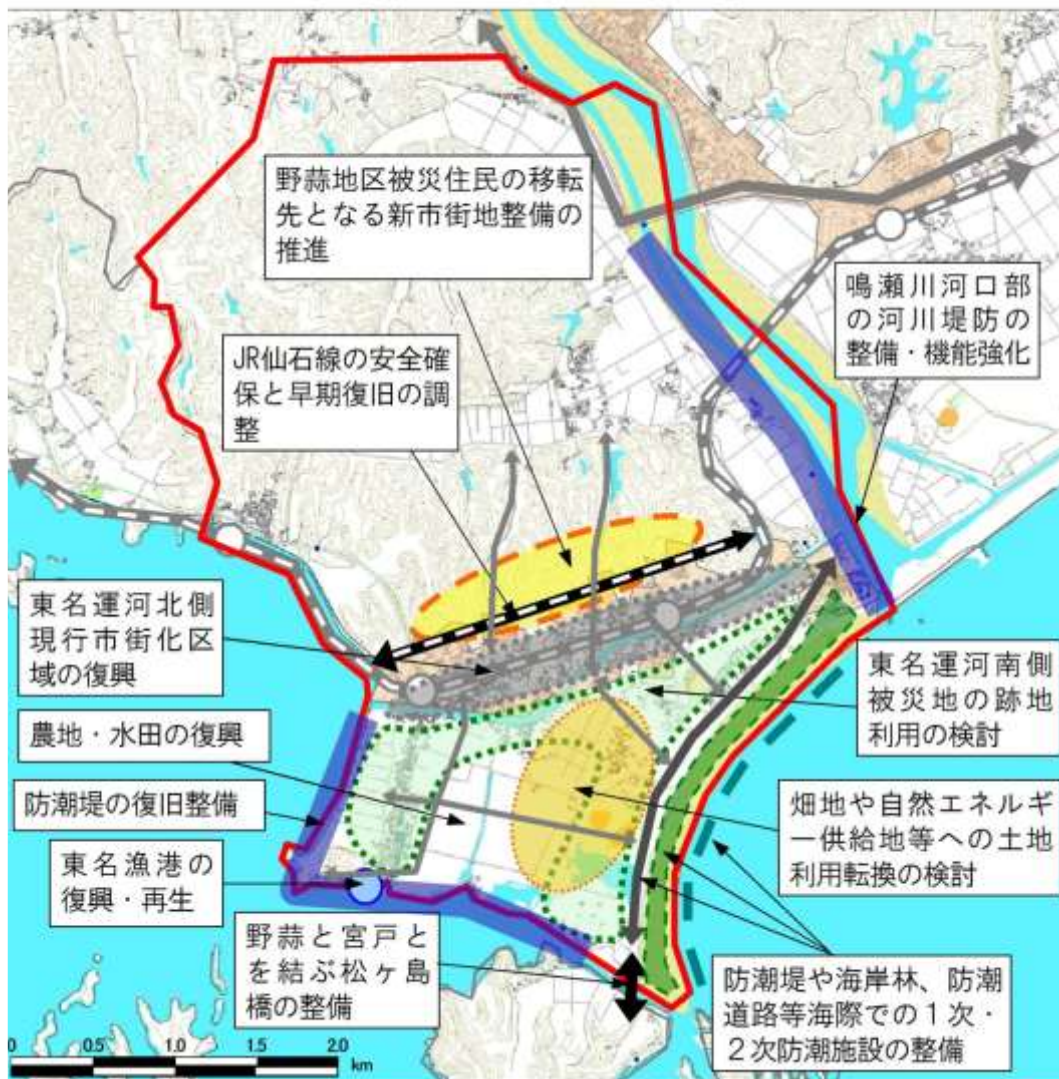 野蒜地区被災住民の移転
先となる新市街地整備の
推進
鳴瀬川河口部
の河川堤防の
整備・機能強化
JR仙石線の安全確
保と早期復旧の調
整
東名運河北側
現行市街化区
域の復興
東名運河南側
被災地の跡地
利用の検討
農地・水田の復興
防潮堤の復旧整備
畑地や自然エネルギ
ー供給地等への土地
利用転換の検討
東名漁港の
復興・再生
野蒜と宮戸と
を結ぶ松ヶ島
橋の整備
防潮堤や海岸林、防潮
道路等海際での１次・
２次防潮施設の整備
0 0.5 1.0 1.5 2.0
km